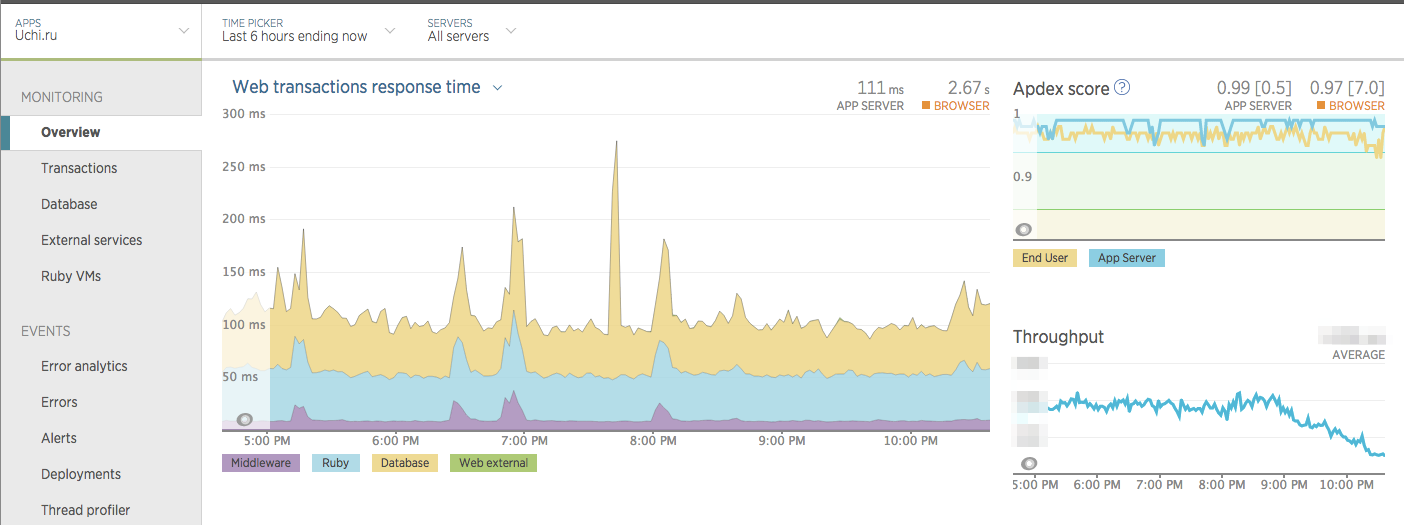 APPS
Uchi.ru
TIME PICKER
Last 6 hours ending now
SERVERS
All servers
MONITORING
Overview
Transactions
Database
External services
Ruby VMs
EVENTS
Error analytics
Errors
Alerts
Deployments
Thread profiler
Web transactions response time
111 ms
APP SERVER
2.67 s
BROWSER
300 ms
250 ms
200 ms
150 ms
100 ms
50 ms
5:00 PM 6:00 PM 7:00 PM 8:00 PM 9:00 PM 10:00 PM
Middleware Ruby Database Web external
Apdex score ?
0.99 [0.5]
APP SERVER
0.97 [7.0]
BROWSER
1
0.9
End User App Server
Throughput
AVERAGE
5:00 PM 6:00 PM 7:00 PM 8:00 PM 9:00 PM 10:00 PM